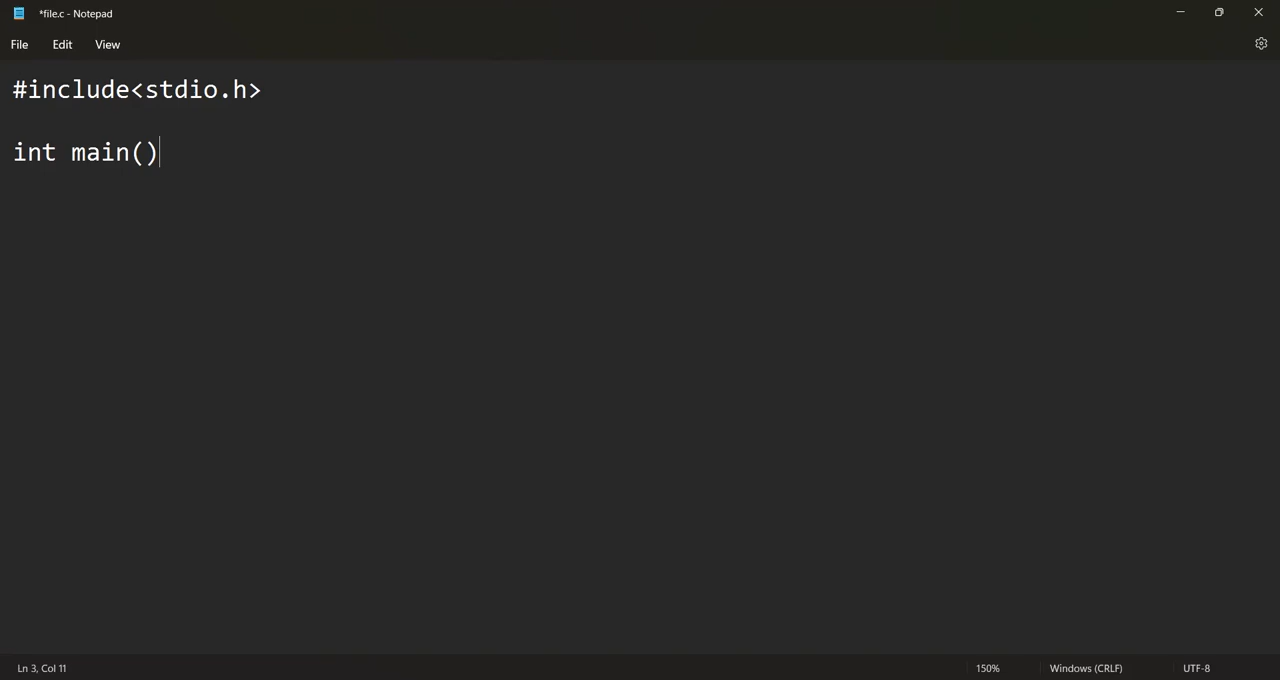 *file.c - Notepad
File Edit View
#include<stdio.h>
int main()
Ln 3, Col 11 150% Windows (CRLF) UTF-8